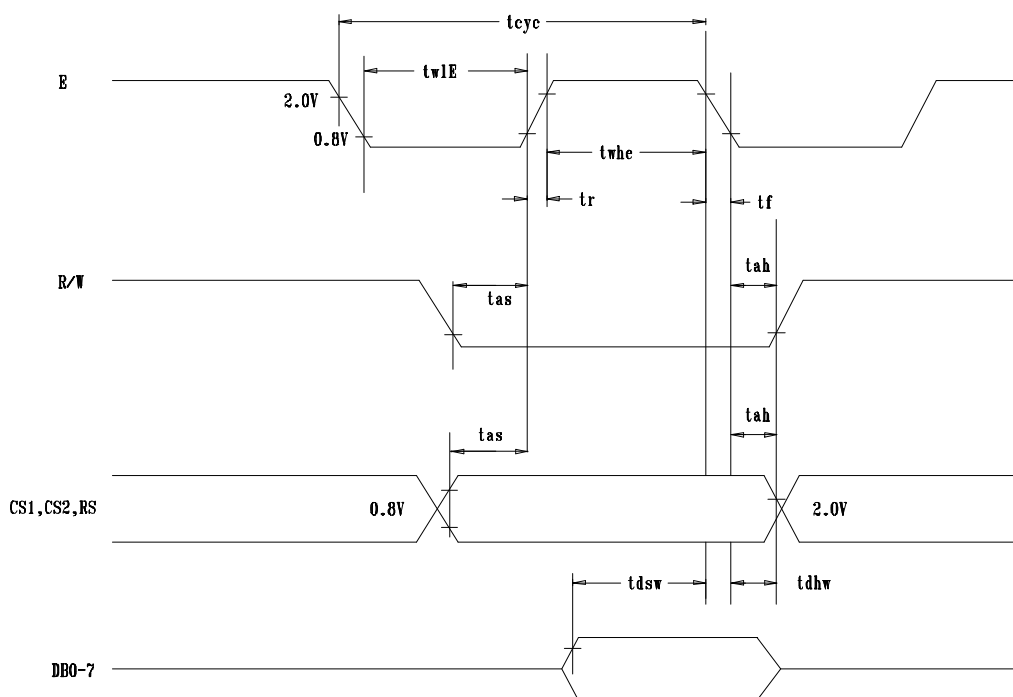 tcyc
E
twlE
2.0V
0.8V
twhe
tr
tf
R/W
tas
tah
tas
tah
CS1,CS2,RS
0.8V
2.0V
tdsw
tdhw
DB0-7